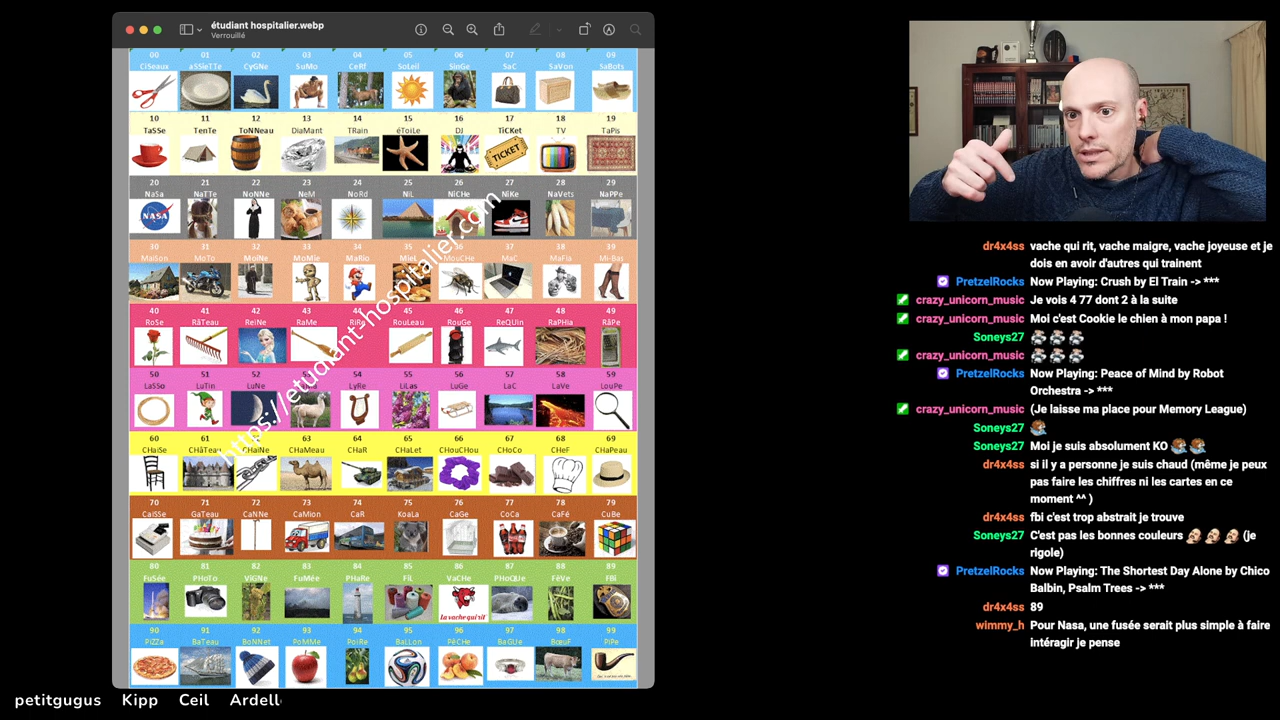 étudiant hospitalier.webp
Verrouillé
00 01 02 03 04 05 06 07 08 09
CiSeaux aSSieTTe CyGNe SuMo CeRf SoLeil SinGe SaC SaVon SaBots
10 11 12 13 14 15 16 17 18 19
TaSSe TenTe ToNNeau DiaMant TRain éToiLe DJ TiCKet TV TaPis
TICKET
20 21 22 23 24 25 26 27 28 29
NaSa NaTTe NoNNe NeM NoRd NiL NiCHe NiKe NaVets NaPPe
NASA
30 31 32 33 34 35 36 37 38 39
MaiSon MoTo MoiNe MoMie MaRio MieL MouCHe MaC MaFia Mi-Bas
40 41 42 43 44 45 46 47 48 49
RoSe RâTeau ReiNe RaMe RiRe RouLeau RouGe ReQUin RaPHia RâPe
50 51 52 54 55 56 57 58 59
LaSSo LuTin LuNe LyRe LiLas LuGe LaC LaVe LouPe
60 61 62 63 64 65 66 67 68 69
CHaiSe CHâTeau CHaiNe CHaMeau CHaR CHaLet CHouCHou CHoCo CHeF CHaPeau
70 71 72 73 74 75 76 77 78 79
CaiSSe GaTeau CaNNe CaMion CaR KoaLa CaGe CoCa CaFé CuBe
80 81 82 83 84 85 86 87 88 89
FuSée PHoTo ViGNe FuMée PHaRe FiL VaCHe PHoQUe FèVe FBi
la vache qui rit
90 91 92 93 94 95 96 97 98 99
PiZZa BaTeau BoNNet PoMMe PoiRe BaLLon PêCHe BaGUe BœuF PiPe
https://etudiant-hospitalier.com
dr4x4ss vache qui rit, vache maigre, vache joyeuse et je
dois en avoir d'autres qui trainent
PretzelRocks Now Playing: Crush by El Train -> ***
crazy_unicorn_music Je vois 4 77 dont 2 à la suite
crazy_unicorn_music Moi c'est Cookie le chien à mon papa !
Soneys27
crazy_unicorn_music
PretzelRocks Now Playing: Peace of Mind by Robot
Orchestra -> ***
crazy_unicorn_music (Je laisse ma place pour Memory League)
Soneys27
Soneys27 Moi je suis absolument KO
dr4x4ss si il y a personne je suis chaud (même je peux
pas faire les chiffres ni les cartes en ce
moment ^^ )
dr4x4ss fbi c'est trop abstrait je trouve
Soneys27 C'est pas les bonnes couleurs (je
rigole)
PretzelRocks Now Playing: The Shortest Day Alone by Chico
Balbin, Psalm Trees -> ***
dr4x4ss 89
wimmy_h Pour Nasa, une fusée serait plus simple à faire
intéragir je pense
petitgugus Kipp Ceil Ardell